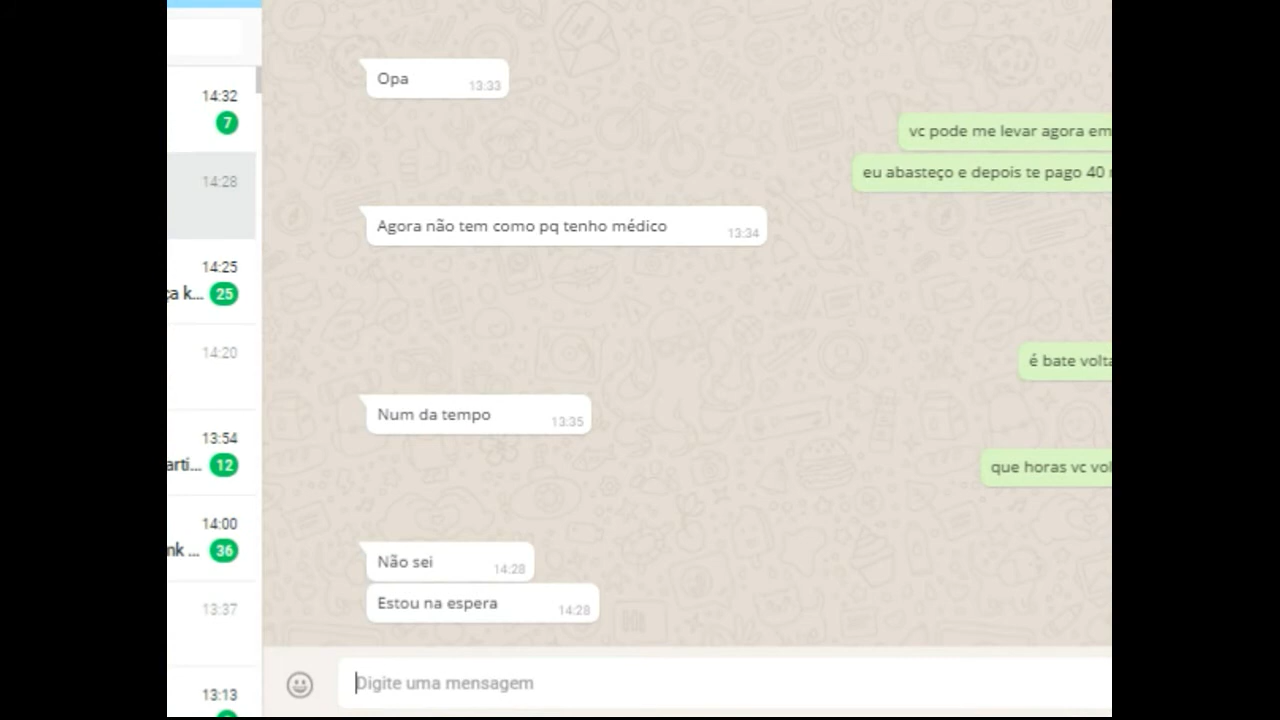 14:32
7
14:28
14:25
ça k... 25
14:20
13:54
arti... 12
14:00
nk ... 36
13:37
13:13
Opa 13:33
vc pode me levar agora em
eu abasteço e depois te pago 40
Agora não tem como pq tenho médico 13:34
é bate volta
Num da tempo 13:35
que horas vc vol
Não sei 14:28
Estou na espera 14:28
Digite uma mensagem